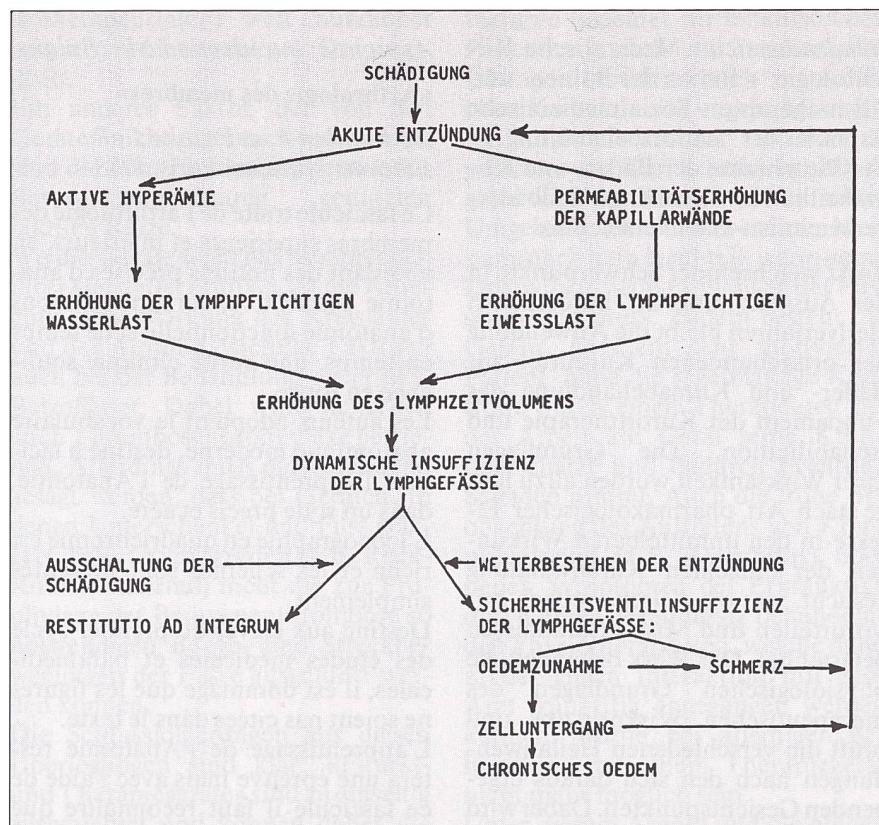 SCHÄDIGUNG
AKUTE ENTZÜNDUNG
AKTIVE HYPERÄMIE
PERMEABILITÄTSERHÖHUNG
DER KAPILLARWÄNDE
ERHÖHUNG DER LYMPHPFLICHTIGEN
WASSERLAST
ERHÖHUNG DER LYMPHPFLICHTIGEN
EIWEISSLAST
ERHÖHUNG DES LYMPHZEITVOLUMENS
DYNAMISCHE INSUFFIZIENZ
DER LYMPHGEFÄSSE
AUSSCHALTUNG DER
SCHÄDIGUNG
WEITERBESTEHEN DER ENTZÜNDUNG
RESTITUTIO AD INTEGRUM
SICHERHEITSVENTILINSUFFIZIENZ
DER LYMPHGEFÄSSE:
OEDEMZUNAHME
SCHMERZ
ZELLUNTERGANG
CHRONISCHES OEDEM